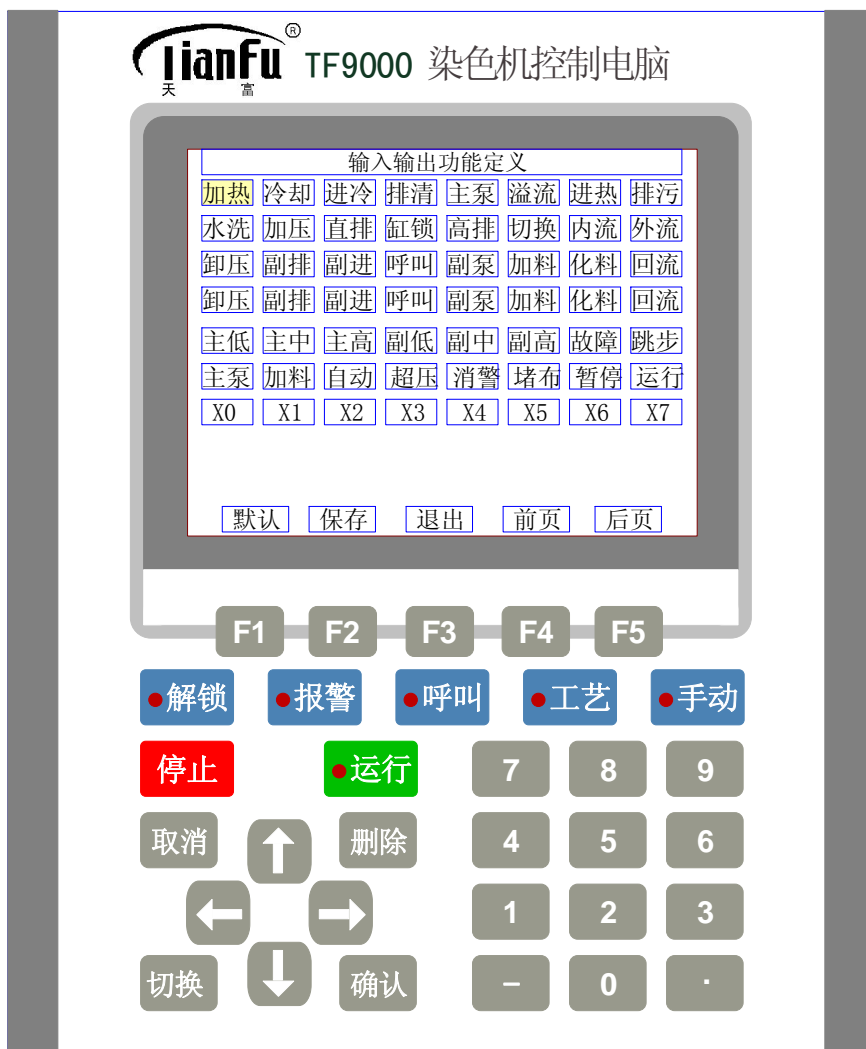 TianFu ® TF9000 染色机控制电脑
天 富
输入输出功能定义
加热 冷却 进冷 排清 主泵 溢流 进热 排污
水洗 加压 直排 缸锁 高排 切换 内流 外流
卸压 副排 副进 呼叫 副泵 加料 化料 回流
卸压 副排 副进 呼叫 副泵 加料 化料 回流
主低 主中 主高 副低 副中 副高 故障 跳步
主泵 加料 自动 超压 消警 堵布 暂停 运行
X0 X1 X2 X3 X4 X5 X6 X7
默认 保存 退出 前页 后页
F1 F2 F3 F4 F5
解锁 报警 呼叫 工艺 手动
停止 运行 7 8 9
取消 删除 4 5 6
1 2 3
切换 确认 － 0 ·